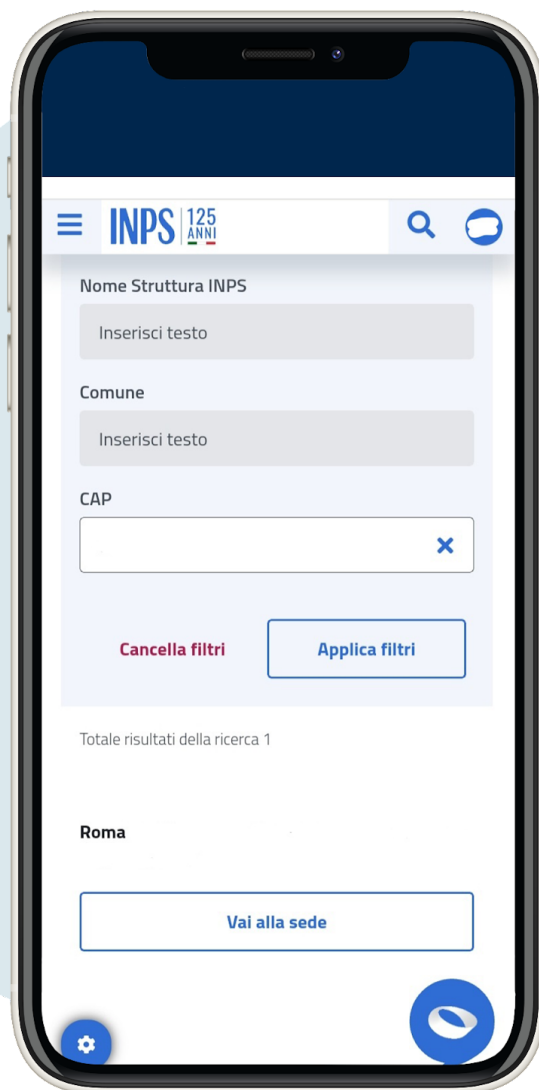 INPS 125 ANNI
Nome Struttura INPS
Inserisci testo
Comune
Inserisci testo
CAP
Cancella filtri
Applica filtri
Totale risultati della ricerca 1
Roma
Vai alla sede